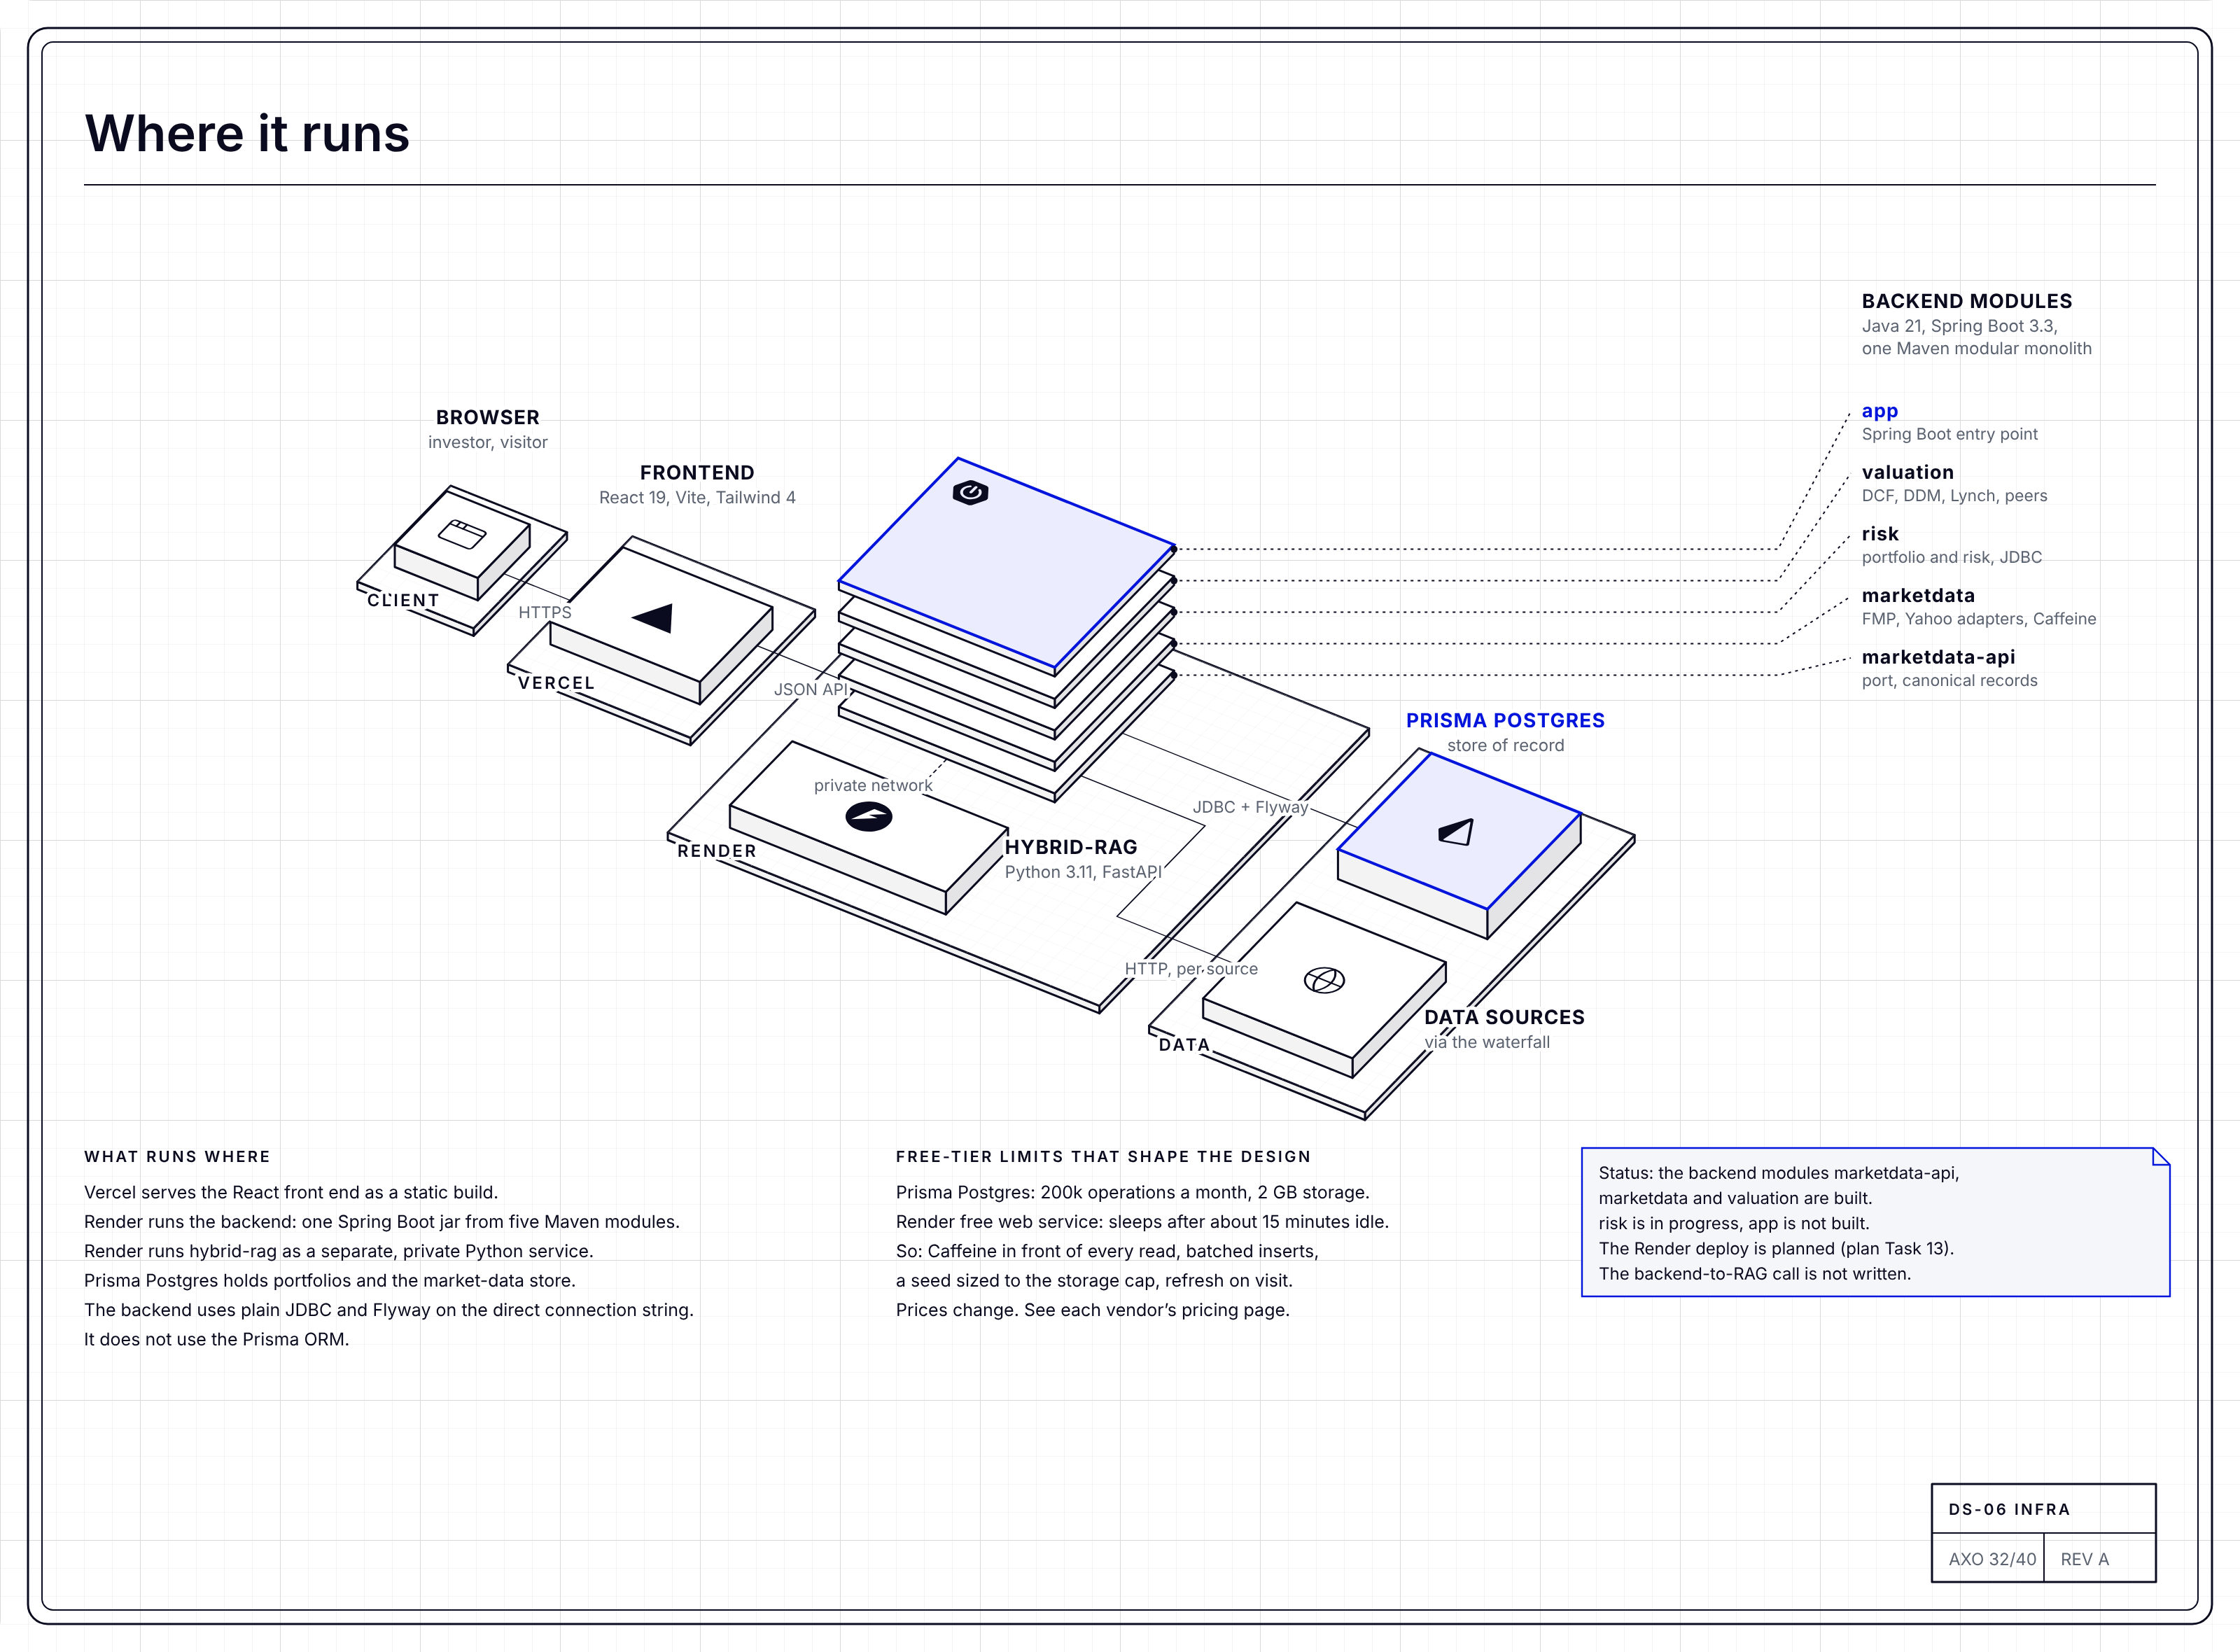 Where it runs
BACKEND MODULES
Java 21, Spring Boot 3.3,
one Maven modular monolith
app
Spring Boot entry point
valuation
DCF, DDM, Lynch, peers
risk
portfolio and risk, JDBC
marketdata
FMP, Yahoo adapters, Caffeine
marketdata-api
port, canonical records
BROWSER
investor, visitor
FRONTEND
React 19, Vite, Tailwind 4
CLIENT
HTTPS
VERCEL
JSON API
PRISMA POSTGRES
store of record
private network
JDBC + Flyway
RENDER
HYBRID-RAG
Python 3.11, FastAPI
HTTP, per source
DATA SOURCES
via the waterfall
DATA
WHAT RUNS WHERE
Vercel serves the React front end as a static build.
Render runs the backend: one Spring Boot jar from five Maven modules.
Render runs hybrid-rag as a separate, private Python service.
Prisma Postgres holds portfolios and the market-data store.
The backend uses plain JDBC and Flyway on the direct connection string.
It does not use the Prisma ORM.
FREE-TIER LIMITS THAT SHAPE THE DESIGN
Prisma Postgres: 200k operations a month, 2 GB storage.
Render free web service: sleeps after about 15 minutes idle.
So: Caffeine in front of every read, batched inserts,
a seed sized to the storage cap, refresh on visit.
Prices change. See each vendor’s pricing page.
Status: the backend modules marketdata-api,
marketdata and valuation are built.
risk is in progress, app is not built.
The Render deploy is planned (plan Task 13).
The backend-to-RAG call is not written.
DS-06 INFRA
AXO 32/40
REV A